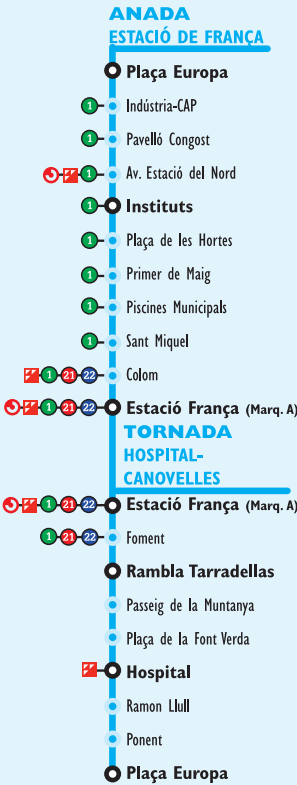 ANADA
ESTACIÓ DE FRANÇA
Plaça Europa
1 Indústria-CAP
1 Pavelló Congost
1 Av. Estació del Nord
1 Instituts
1 Plaça de les Hortes
1 Primer de Maig
1 Piscines Municipals
1 Sant Miquel
1 21 22 Colom
1 21 22 Estació França (Marq. A)
TORNADA
HOSPITAL-
CANOVELLES
1 21 22 Estació França (Marq. A)
1 21 22 Foment
Rambla Tarradellas
Passeig de la Muntanya
Plaça de la Font Verda
Hospital
Ramon Llull
Ponent
Plaça Europa